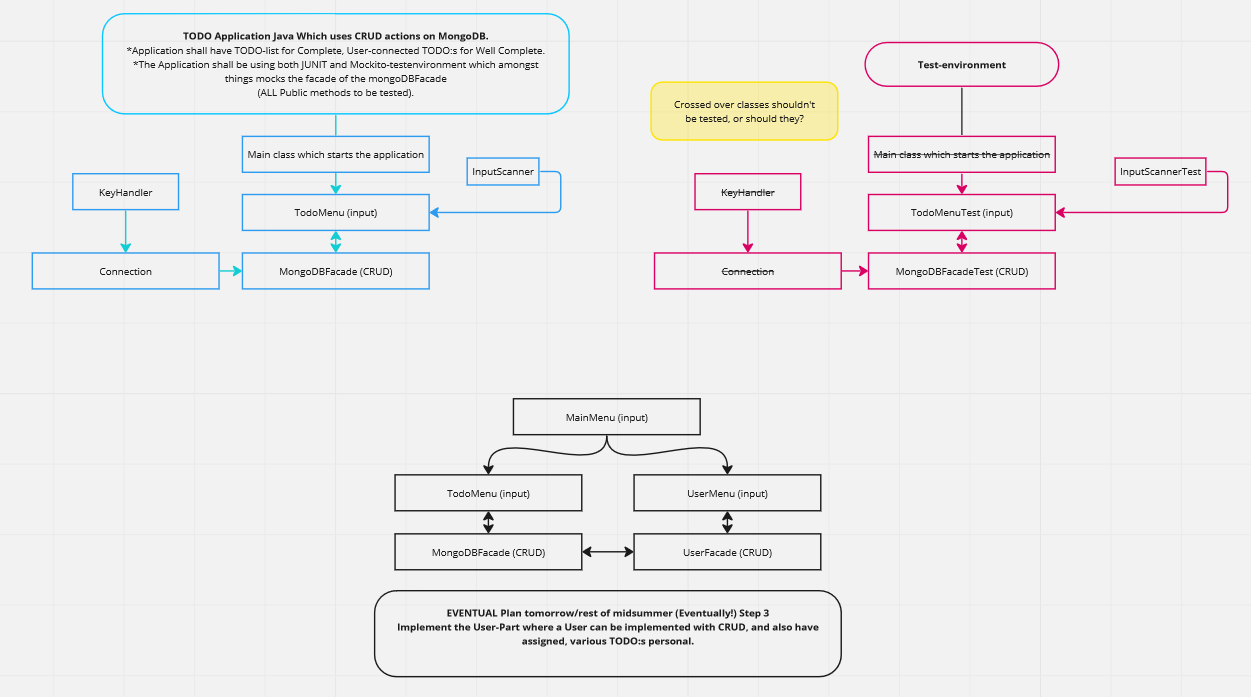 TODO Application Java Which uses CRUD actions on MongoDB.
*Application shall have TODO-list for Complete, User-connected TODO:s for Well Complete.
*The Application shall be using both JUNIT and Mockito-testenvironment which amongst
things mocks the facade of the mongoDBFacade
(ALL Public methods to be tested).
Main class which starts the application
InputScanner
KeyHandler
TodoMenu (input)
Connection
MongoDBFacade (CRUD)
Test-environment
Crossed over classes shouldn't
be tested, or should they?
Main class which starts the application
InputScannerTest
KeyHandler
TodoMenuTest (input)
Connection
MongoDBFacadeTest (CRUD)
MainMenu (input)
TodoMenu (input)
UserMenu (input)
MongoDBFacade (CRUD)
UserFacade (CRUD)
EVENTUAL Plan tomorrow/rest of midsummer (Eventually!) Step 3
Implement the User-Part where a User can be implemented with CRUD, and also have
assigned, various TODO:s personal.